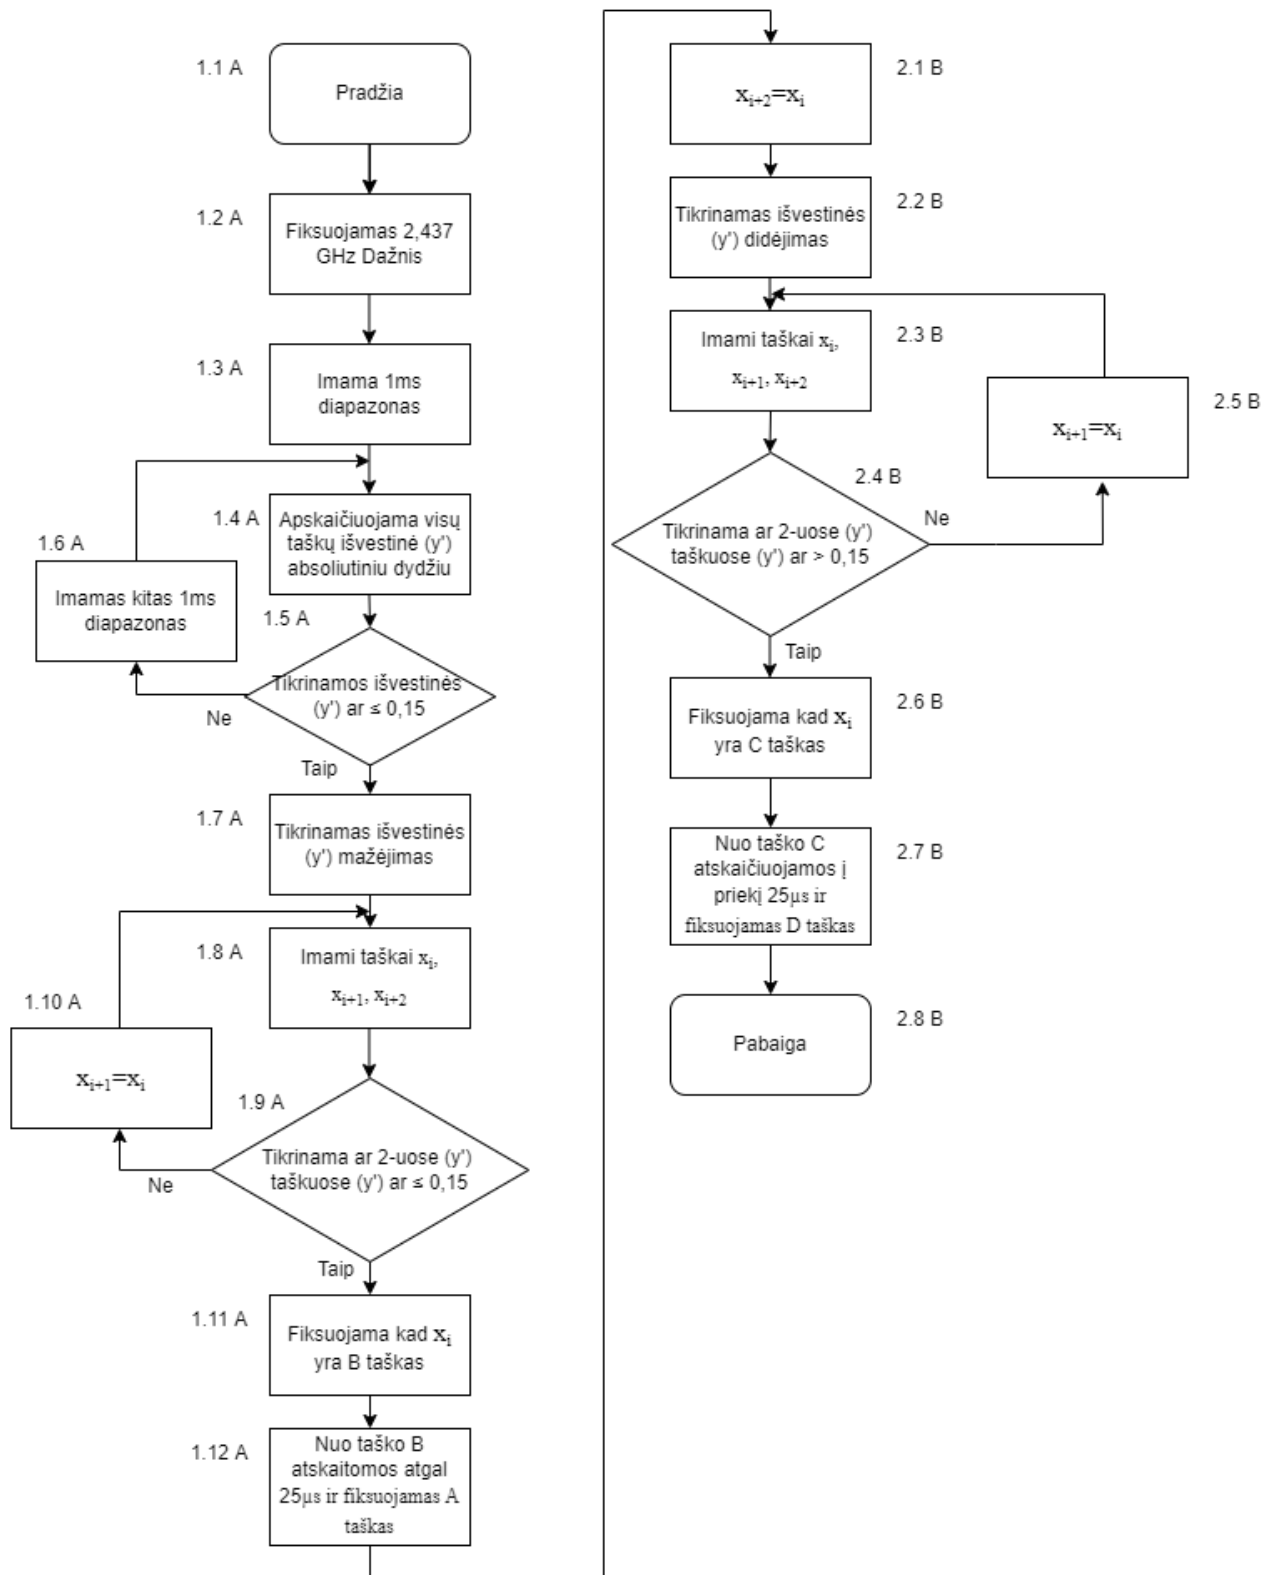 1.1 A
Pradžia
1.2 A
Fiksuojamas 2,437
GHz Dažnis
1.3 A
Imama 1ms
diapazonas
1.4 A
Apskaičiuojama visų
taškų išvestinė (y')
absoliutiniu dydžiu
1.6 A
Imamas kitas 1ms
diapazonas
1.5 A
Tikrinamos išvestinės
(y') ar ≤ 0,15
Ne
Taip
1.7 A
Tikrinamas išvestinės
(y') mažėjimas
1.8 A
Imami taškai xᵢ,
xᵢ₊₁, xᵢ₊₂
1.10 A
xᵢ₊₁=xᵢ
1.9 A
Tikrinama ar 2-uose (y')
taškuose (y') ar ≤ 0,15
Ne
Taip
1.11 A
Fiksuojama kad xᵢ
yra B taškas
1.12 A
Nuo taško B
atskaitomos atgal
25µs ir fiksuojamas A
taškas
2.1 B
xᵢ₊₂=xᵢ
2.2 B
Tikrinamas išvestinės
(y') didėjimas
2.3 B
Imami taškai xᵢ,
xᵢ₊₁, xᵢ₊₂
2.5 B
xᵢ₊₁=xᵢ
2.4 B
Tikrinama ar 2-uose (y')
taškuose (y') ar > 0,15
Ne
Taip
2.6 B
Fiksuojama kad xᵢ
yra C taškas
2.7 B
Nuo taško C
atskaičiuojamos į
priekį 25µs ir
fiksuojamas D taškas
2.8 B
Pabaiga